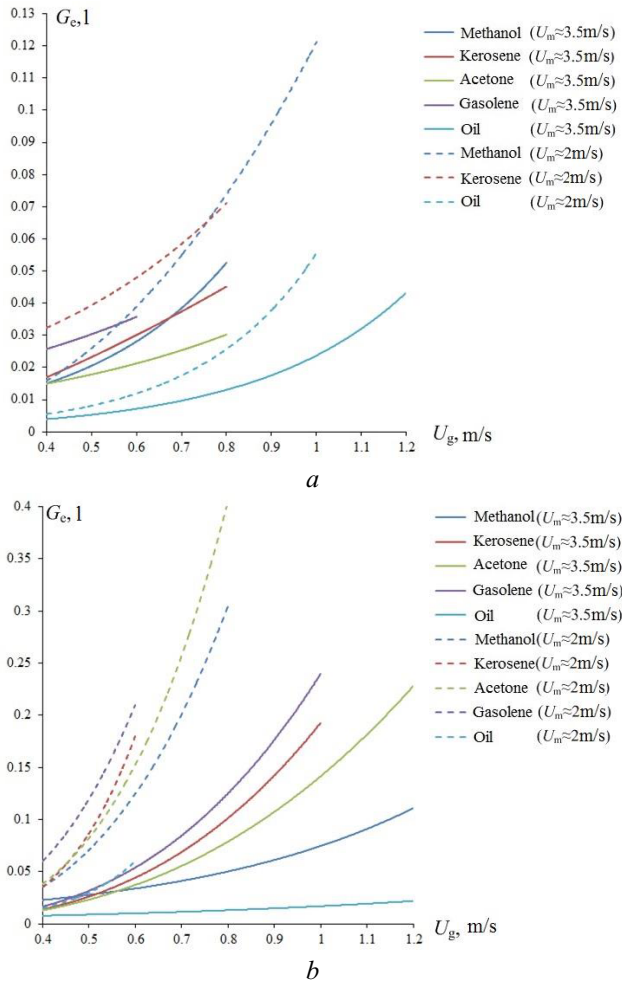 Gₑ, 1
0.13
0.12
0.11
0.1
0.09
0.08
0.07
0.06
0.05
0.04
0.03
0.02
0.01
0
0.4 0.5 0.6 0.7 0.8 0.9 1 1.1 1.2
U_g, m/s
Methanol (Uₘ≈3.5m/s)
Kerosene (Uₘ≈3.5m/s)
Acetone (Uₘ≈3.5m/s)
Gasolene (Uₘ≈3.5m/s)
Oil (Uₘ≈3.5m/s)
Methanol (Uₘ≈2m/s)
Kerosene (Uₘ≈2m/s)
Oil (Uₘ≈2m/s)
a
Gₑ, 1
0.4
0.35
0.3
0.25
0.2
0.15
0.1
0.05
0
0.4 0.5 0.6 0.7 0.8 0.9 1 1.1 1.2
U_g, m/s
Methanol (Uₘ≈3.5m/s)
Kerosene (Uₘ≈3.5m/s)
Acetone (Uₘ≈3.5m/s)
Gasolene (Uₘ≈3.5m/s)
Oil (Uₘ≈3.5m/s)
Methanol (Uₘ≈2m/s)
Kerosene (Uₘ≈2m/s)
Acetone (Uₘ≈2m/s)
Gasolene (Uₘ≈2m/s)
Oil (Uₘ≈2m/s)
b